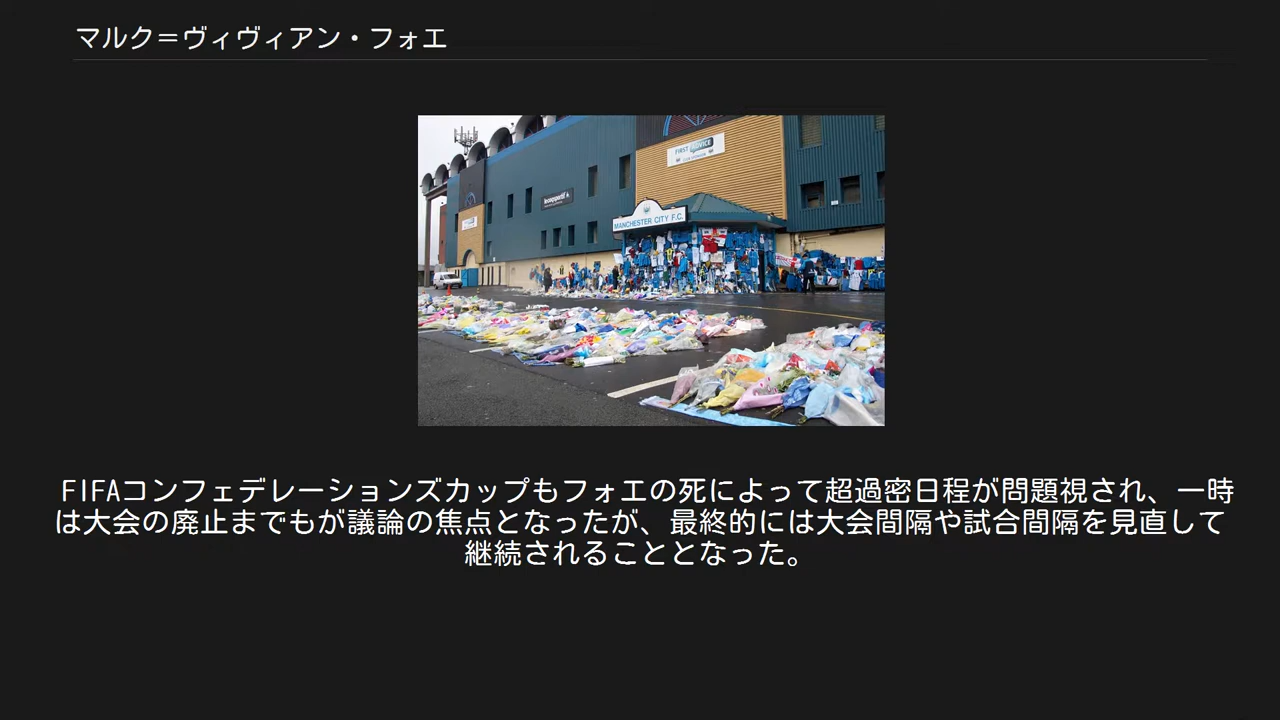 マルク＝ヴィヴィアン・フォエ
FIRST ADVICE
lecoqsportif
MANCHESTER CITY F.C.
FIFAコンフェデレーションズカップもフォエの死によって超過密日程が問題視され、一時
は大会の廃止までもが議論の焦点となったが、最終的には大会間隔や試合間隔を見直して
継続されることとなった。